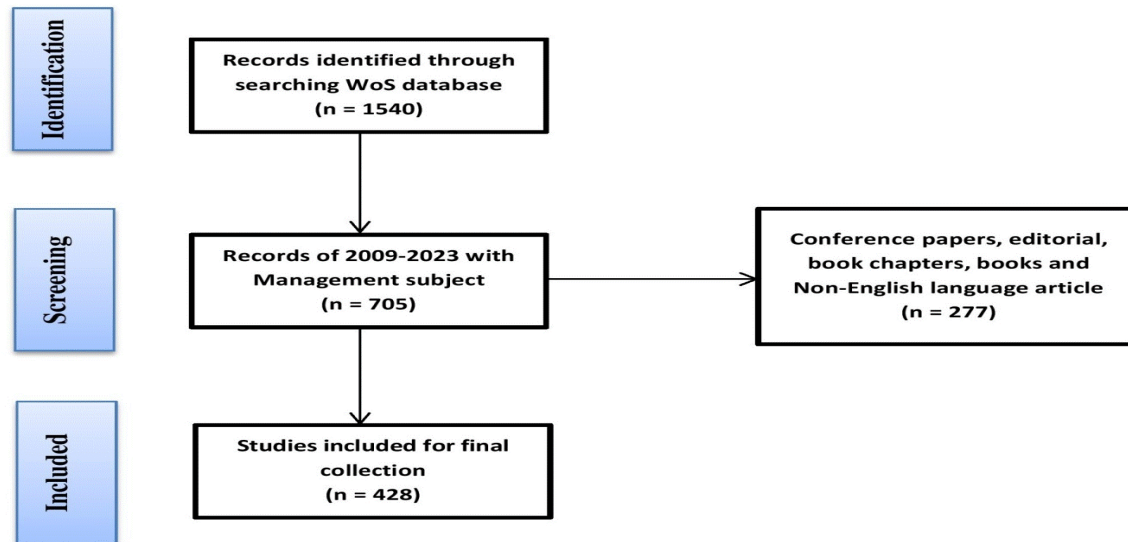 Identification
Records identified through
searching WoS database
(n = 1540)
Screening
Records of 2009-2023 with
Management subject
(n = 705)
Conference papers, editorial,
book chapters, books and
Non-English language article
(n = 277)
Included
Studies included for final
collection
(n = 428)